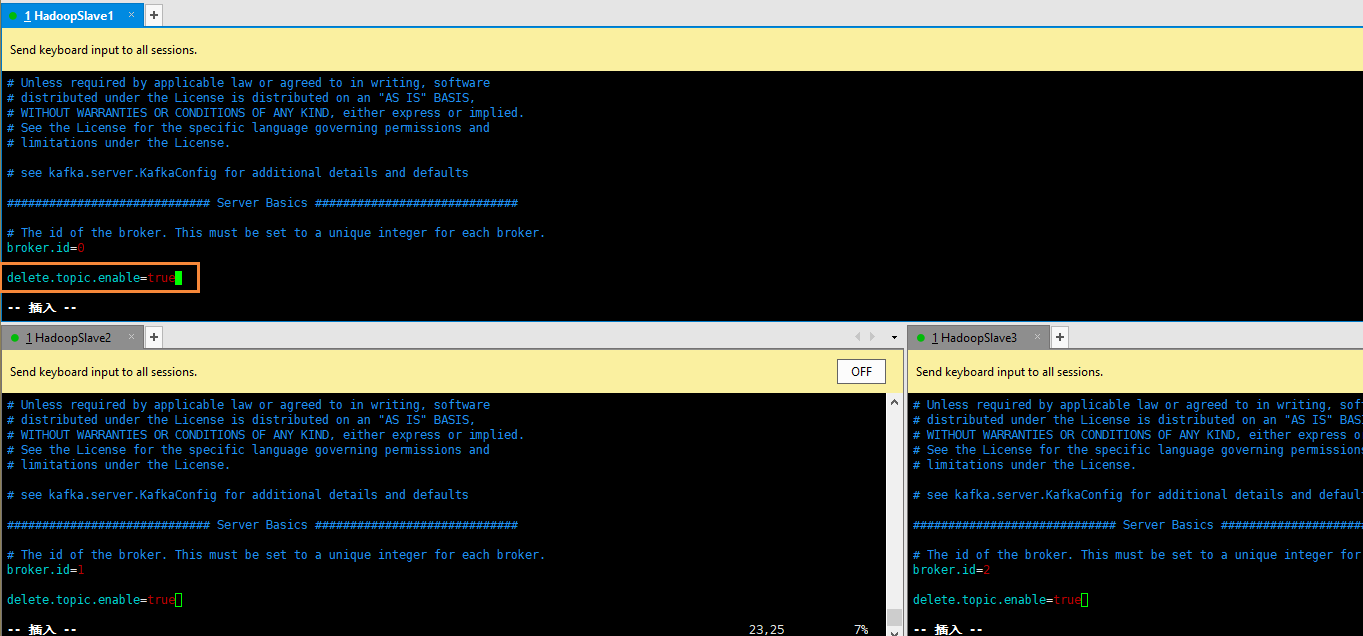 1 HadoopSlave1 × +
Send keyboard input to all sessions.
# Unless required by applicable law or agreed to in writing, software
# distributed under the License is distributed on an "AS IS" BASIS,
# WITHOUT WARRANTIES OR CONDITIONS OF ANY KIND, either express or implied.
# See the License for the specific language governing permissions and
# limitations under the License.
# see kafka.server.KafkaConfig for additional details and defaults
############################# Server Basics #############################
# The id of the broker. This must be set to a unique integer for each broker.
broker.id=0
delete.topic.enable=true
-- 插入 --
1 HadoopSlave2 × +
Send keyboard input to all sessions.
OFF
# Unless required by applicable law or agreed to in writing, software
# distributed under the License is distributed on an "AS IS" BASIS,
# WITHOUT WARRANTIES OR CONDITIONS OF ANY KIND, either express or implied.
# See the License for the specific language governing permissions and
# limitations under the License.
# see kafka.server.KafkaConfig for additional details and defaults
############################# Server Basics #############################
# The id of the broker. This must be set to a unique integer for each broker.
broker.id=1
delete.topic.enable=true
-- 插入 -- 23,25 7%
1 HadoopSlave3 × +
Send keyboard input to all sessions.
# Unless required by applicable law or agreed to in writing, sof
# distributed under the License is distributed on an "AS IS" BAS
# WITHOUT WARRANTIES OR CONDITIONS OF ANY KIND, either express o
# See the License for the specific language governing permissions
# limitations under the License.
# see kafka.server.KafkaConfig for additional details and defaul
############################# Server Basics #####################
# The id of the broker. This must be set to a unique integer for
broker.id=2
delete.topic.enable=true
-- 插入 --